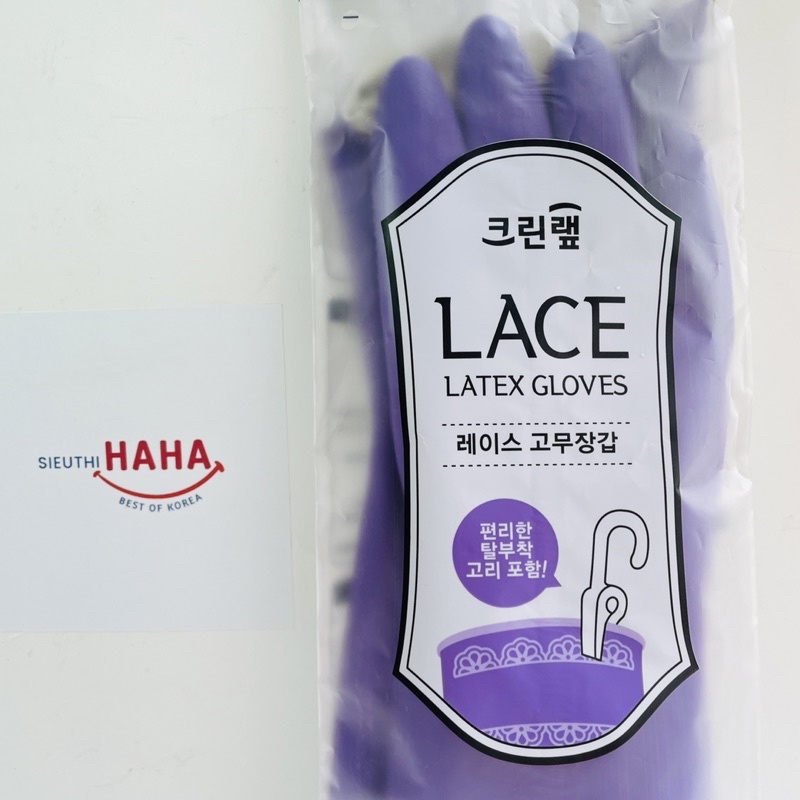 SIEUTHI HAHA
BEST OF KOREA
크린랲
LACE
LATEX GLOVES
레이스 고무장갑
편리한
탈부착
고리 포함!